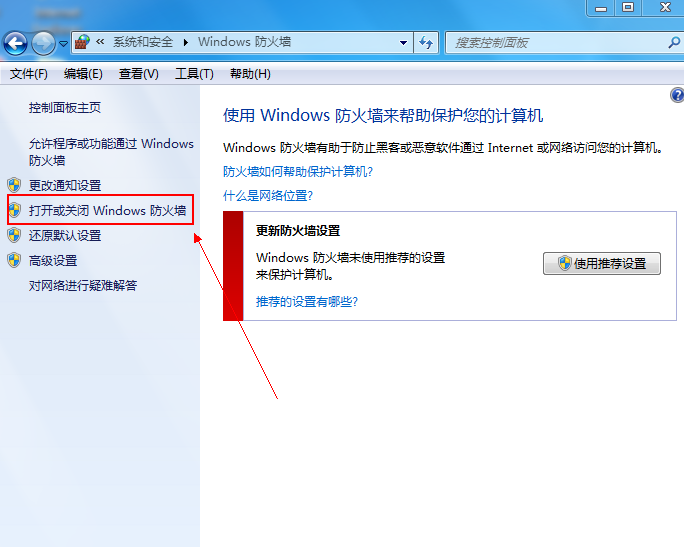 « 系统和安全 ▸ Windows 防火墙
搜索控制面板
文件(F) 编辑(E) 查看(V) 工具(T) 帮助(H)
控制面板主页
允许程序或功能通过 Windows
防火墙
更改通知设置
打开或关闭 Windows 防火墙
还原默认设置
高级设置
对网络进行疑难解答
使用 Windows 防火墙来帮助保护您的计算机
Windows 防火墙有助于防止黑客或恶意软件通过 Internet 或网络访问您的计算机。
防火墙如何帮助保护计算机?
什么是网络位置?
更新防火墙设置
Windows 防火墙未使用推荐的设置
来保护计算机。
使用推荐设置
推荐的设置有哪些?